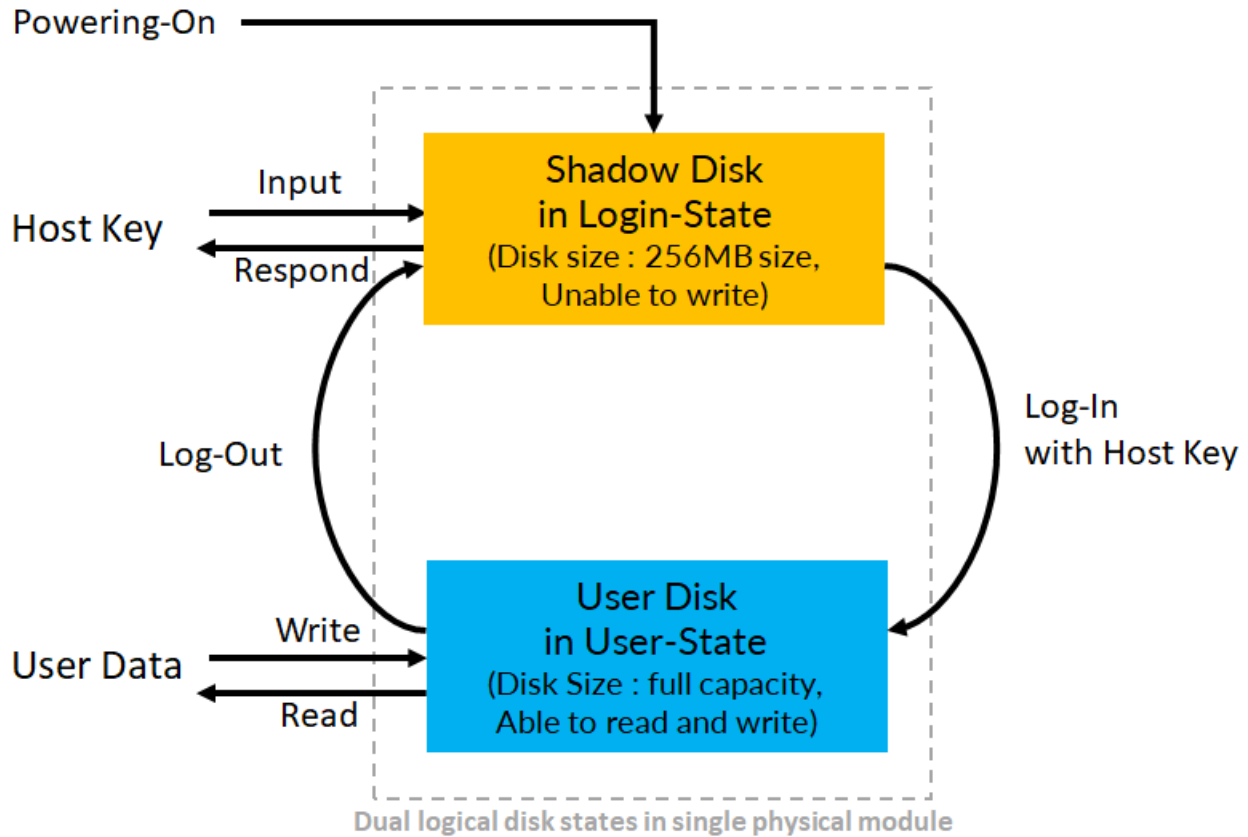 Powering-On
Shadow Disk
in Login-State
(Disk size : 256MB size,
Unable to write)
Input
Host Key
Respond
Log-In
with Host Key
Log-Out
User Disk
in User-State
(Disk Size : full capacity,
Able to read and write)
Write
User Data
Read
Dual logical disk states in single physical module